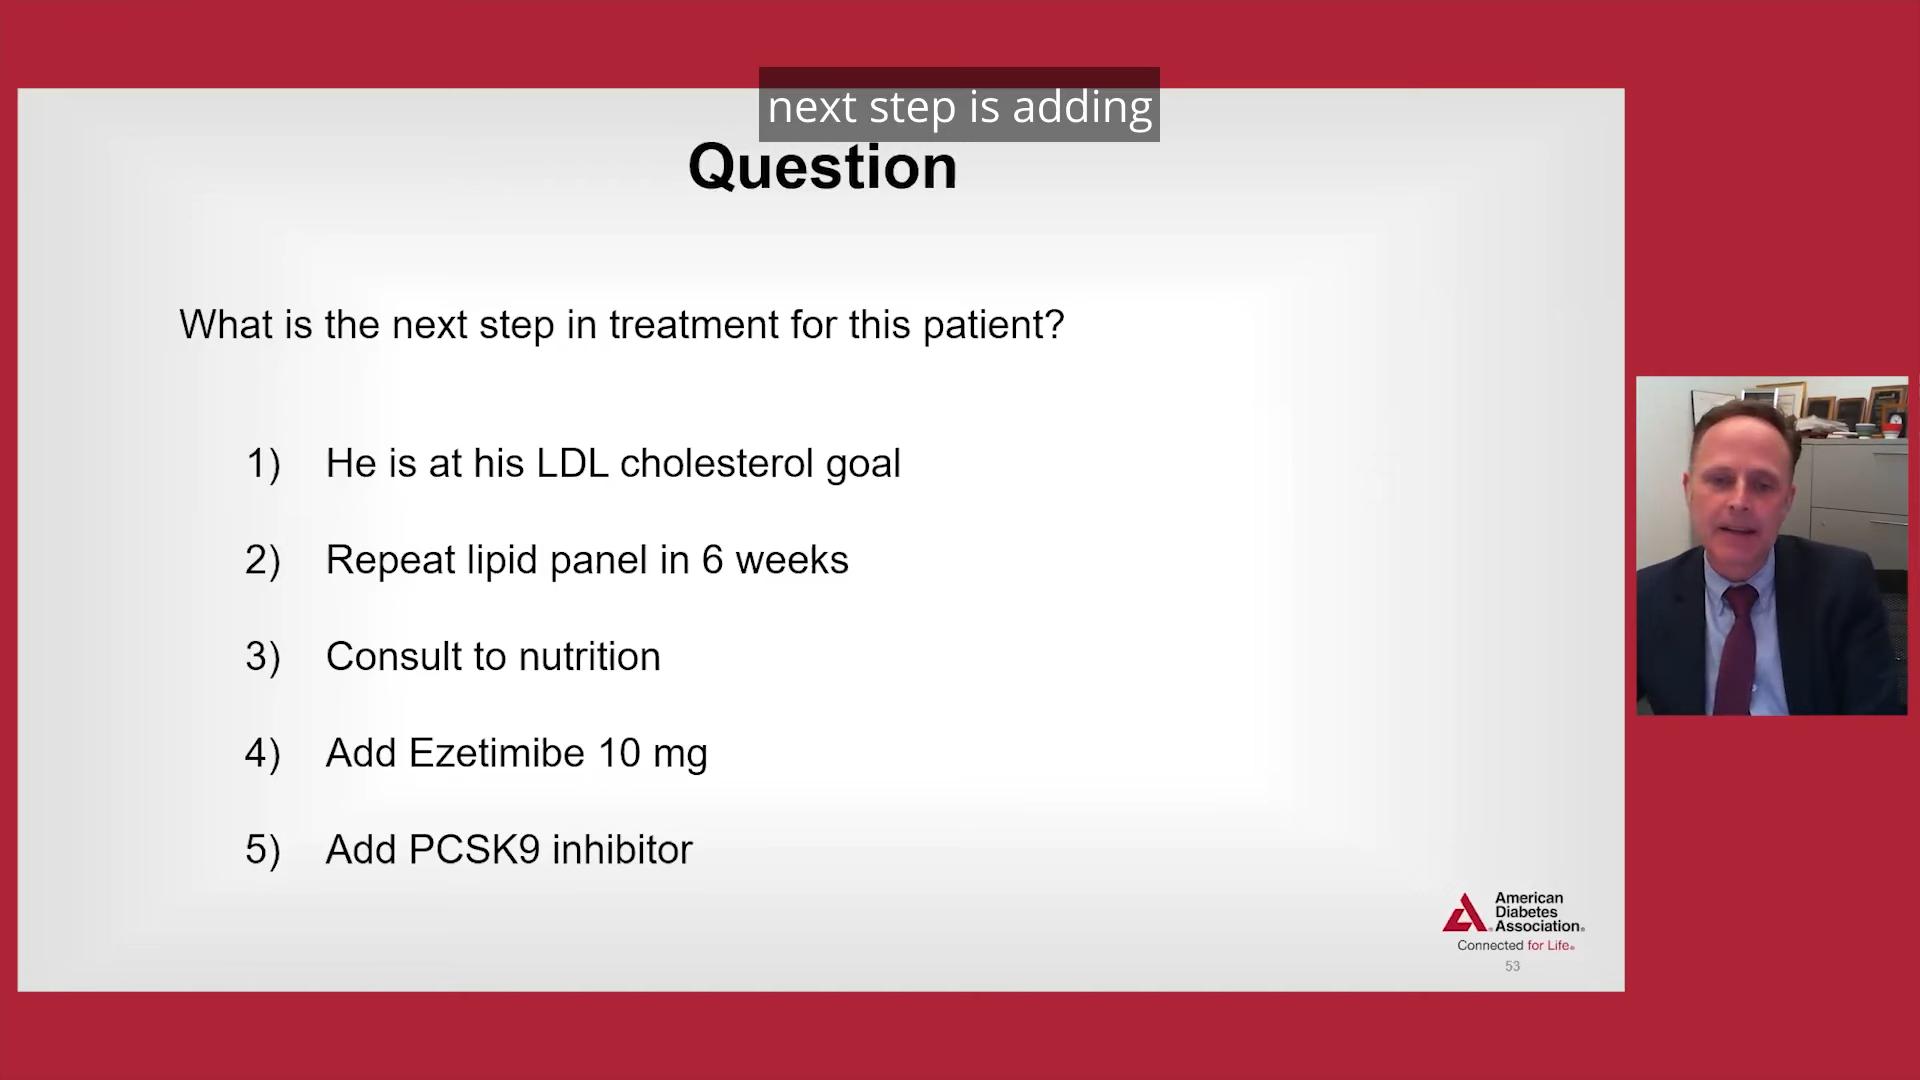 next step is adding
Question
What is the next step in treatment for this patient?
1) He is at his LDL cholesterol goal
2) Repeat lipid panel in 6 weeks
3) Consult to nutrition
4) Add Ezetimibe 10 mg
5) Add PCSK9 inhibitor
American
Diabetes
Association®
Connected for Life®
53